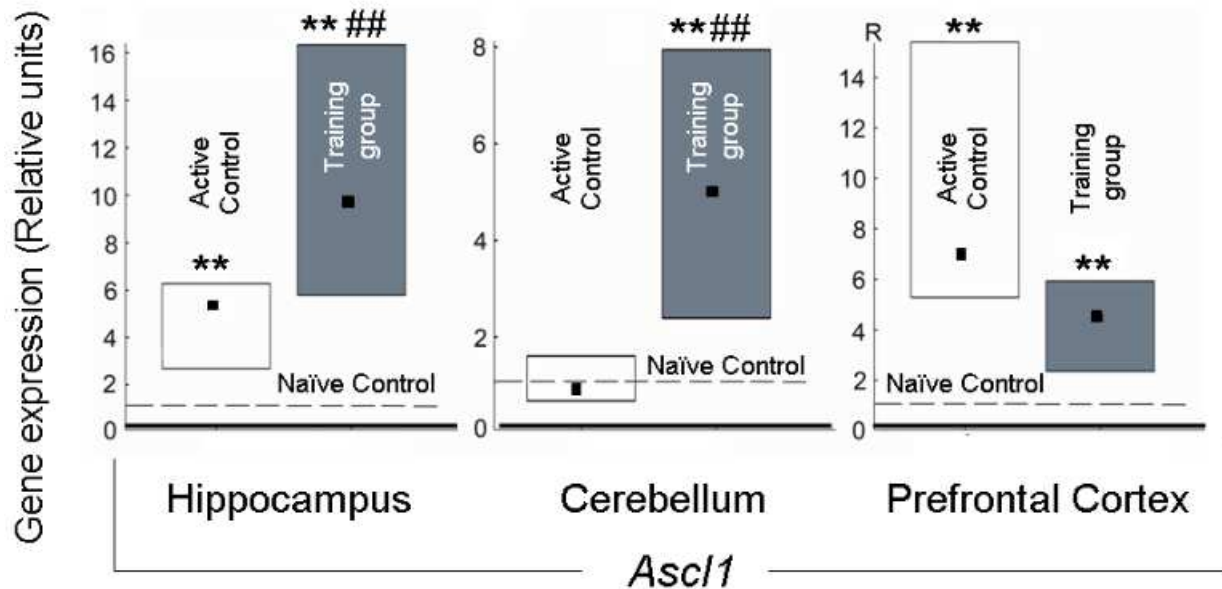 Gene expression (Relative units)
16
14
12
10
8
6
4
2
0
Active
Control
**
** ##
Training
group
Naïve Control
Hippocampus
8
6
4
2
0
Active
Control
** ##
Training
group
Naïve Control
Cerebellum
R
14
12
10
8
6
4
2
0
**
Active
Control
Training
group
**
Naïve Control
Prefrontal Cortex
Ascl1